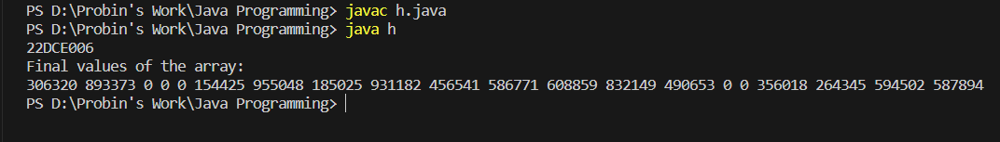 PS D:\Probin's Work\Java Programming> javac h.java
PS D:\Probin's Work\Java Programming> java h
22DCE006
Final values of the array:
306320 893373 0 0 0 154425 955048 185025 931182 456541 586771 608859 832149 490653 0 0 356018 264345 594502 587894
PS D:\Probin's Work\Java Programming>